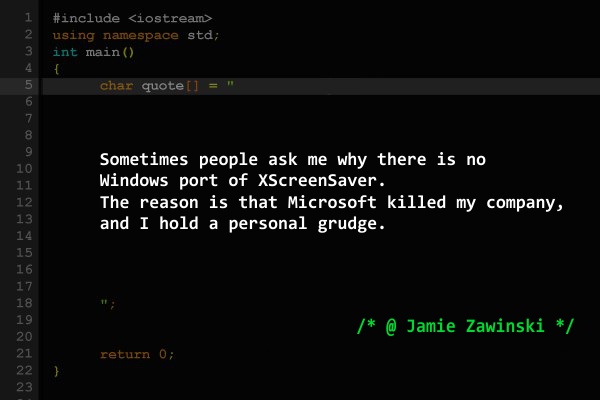 1 #include <iostream>
2 using namespace std;
3 int main()
4 {
5 char quote[] = "
6
7
8
9 Sometimes people ask me why there is no
10 Windows port of XScreenSaver.
11
12 The reason is that Microsoft killed my company,
13 and I hold a personal grudge.
14
15
16
17
18 ";
19 /* @ Jamie Zawinski */
20
21 return 0;
22 }
23